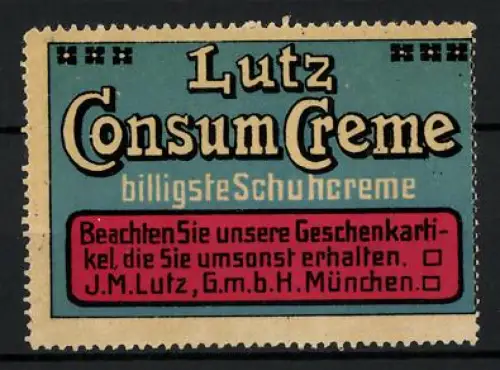 Lutz
Consum Creme
billigste Schuhcreme
Beachten Sie unsere Geschenkarti-
kel, die Sie umsonst erhalten.
J.M. Lutz, G.m.b.H. München.